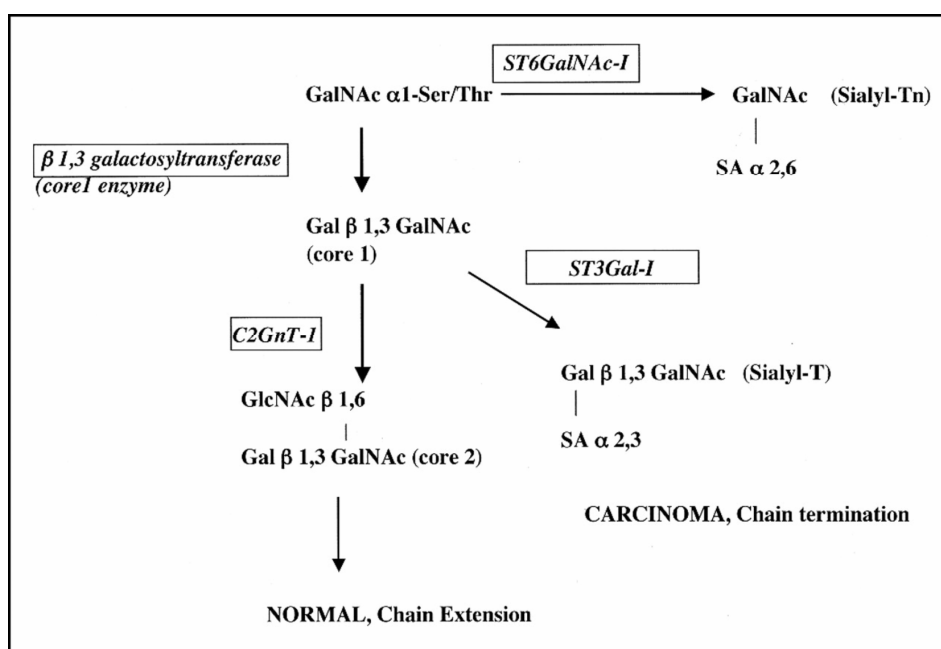 ST6GalNAc-I
GalNAc α1-Ser/Thr
GalNAc (Sialyl-Tn)
SA α 2,6
β 1,3 galactosyltransferase
(core1 enzyme)
Gal β 1,3 GalNAc
(core 1)
ST3Gal-I
C2GnT-1
Gal β 1,3 GalNAc (Sialyl-T)
SA α 2,3
GlcNAc β 1,6
Gal β 1,3 GalNAc (core 2)
CARCINOMA, Chain termination
NORMAL, Chain Extension